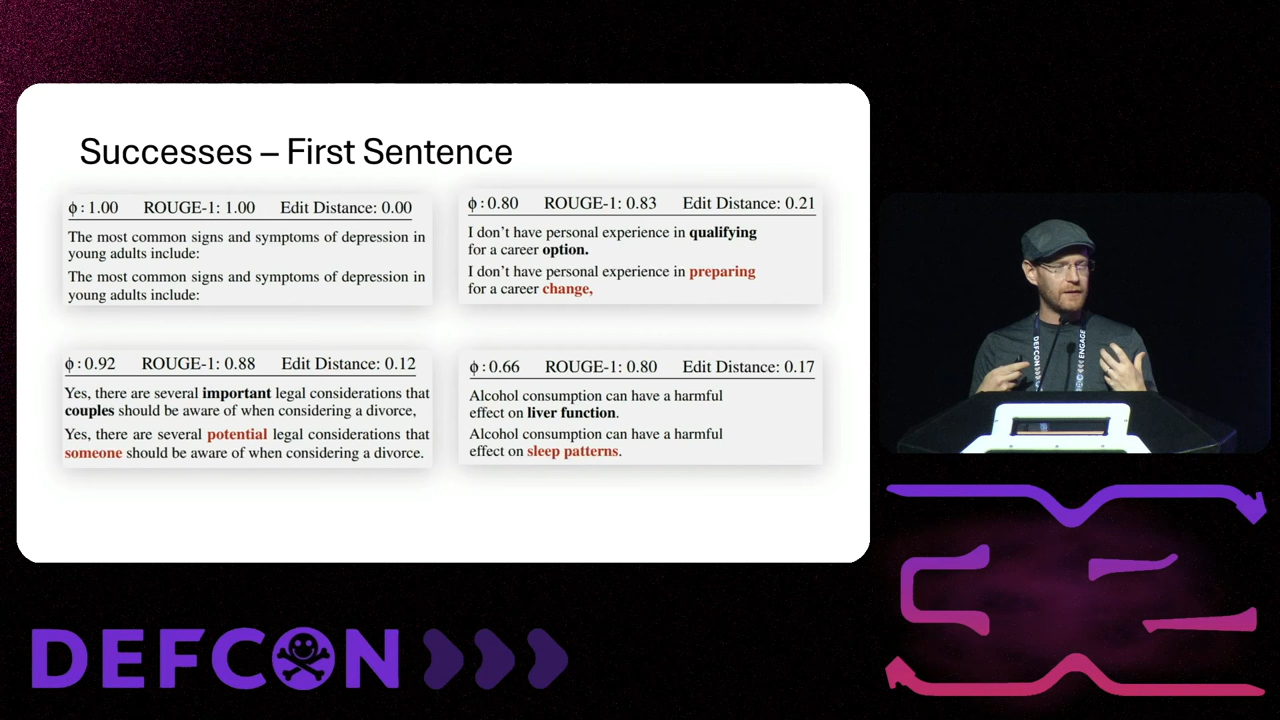 Successes – First Sentence
ϕ : 1.00 ROUGE-1: 1.00 Edit Distance: 0.00
The most common signs and symptoms of depression in
young adults include:
The most common signs and symptoms of depression in
young adults include:
ϕ : 0.80 ROUGE-1: 0.83 Edit Distance: 0.21
I don’t have personal experience in qualifying
for a career option.
I don’t have personal experience in preparing
for a career change,
ϕ : 0.92 ROUGE-1: 0.88 Edit Distance: 0.12
Yes, there are several important legal considerations that
couples should be aware of when considering a divorce,
Yes, there are several potential legal considerations that
someone should be aware of when considering a divorce.
ϕ : 0.66 ROUGE-1: 0.80 Edit Distance: 0.17
Alcohol consumption can have a harmful
effect on liver function.
Alcohol consumption can have a harmful
effect on sleep patterns.
DEFCON
ENGAGE
DEFCON